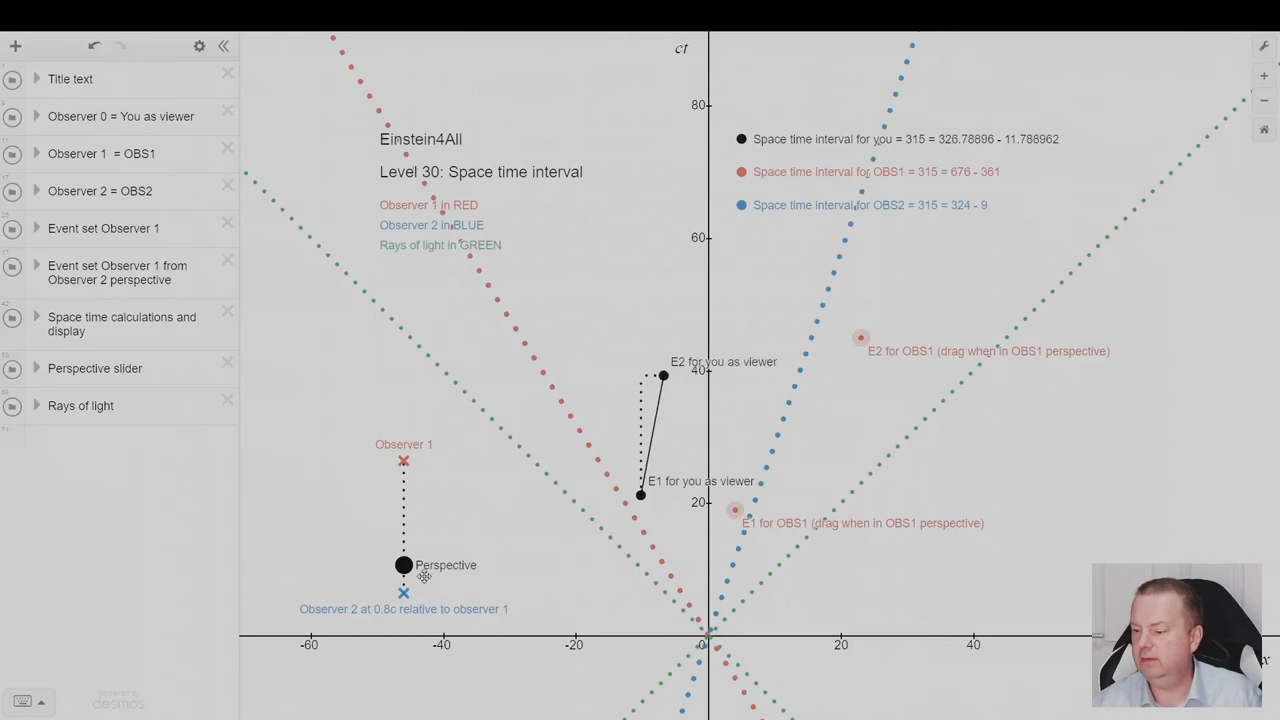 Title text
Observer 0 = You as viewer
Observer 1 = OBS1
Observer 2 = OBS2
Event set Observer 1
Event set Observer 1 from
Observer 2 perspective
Space time calculations and
display
Perspective slider
Rays of light
powered by
desmos
ct
80
60
40
20
0
-60
-40
-20
20
40
x
Einstein4All
Level 30: Space time interval
Observer 1 in RED
Observer 2 in BLUE
Rays of light in GREEN
Space time interval for you = 315 = 326.78896 - 11.788962
Space time interval for OBS1 = 315 = 676 - 361
Space time interval for OBS2 = 315 = 324 - 9
E2 for OBS1 (drag when in OBS1 perspective)
E2 for you as viewer
E1 for you as viewer
E1 for OBS1 (drag when in OBS1 perspective)
Observer 1
Perspective
Observer 2 at 0.8c relative to observer 1